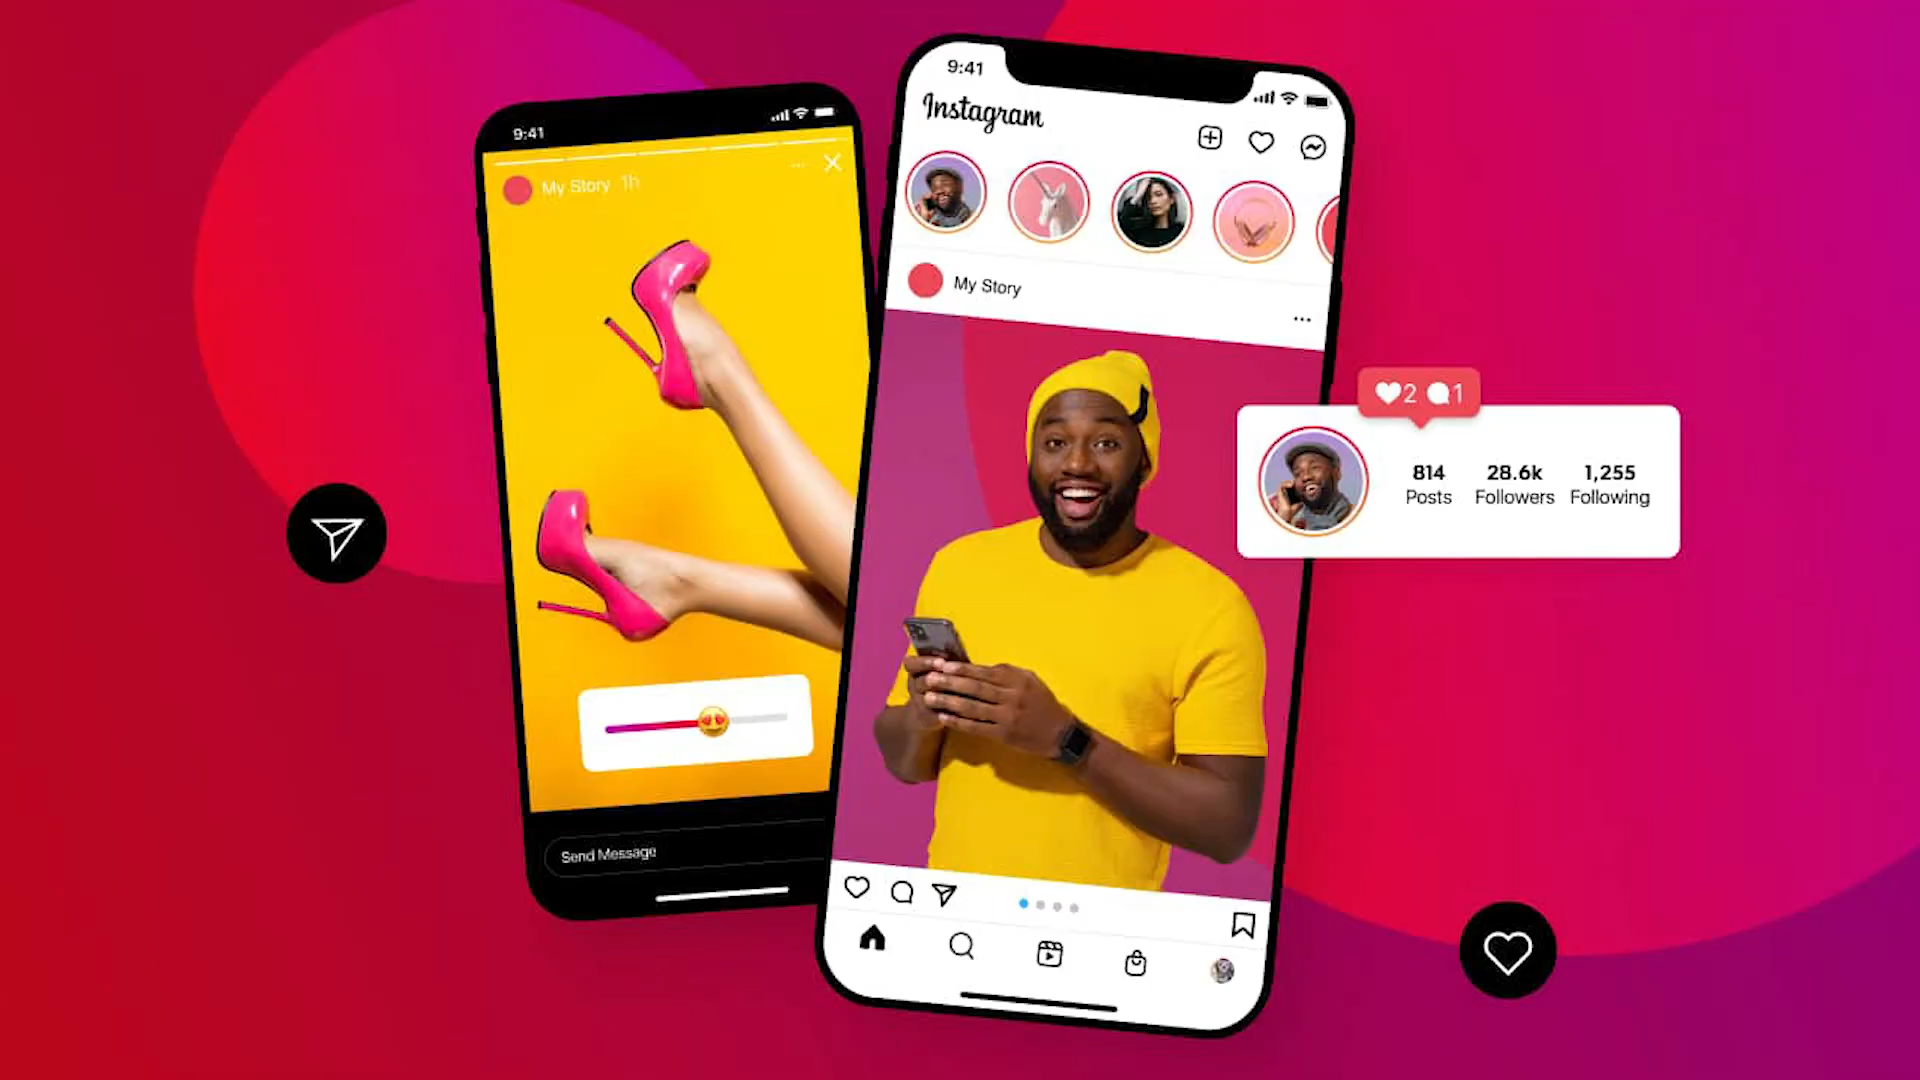 9:41
My Story 1h
Send Message
9:41
Instagram
My Story
2 1
814 28.6k 1,255
Posts Followers Following